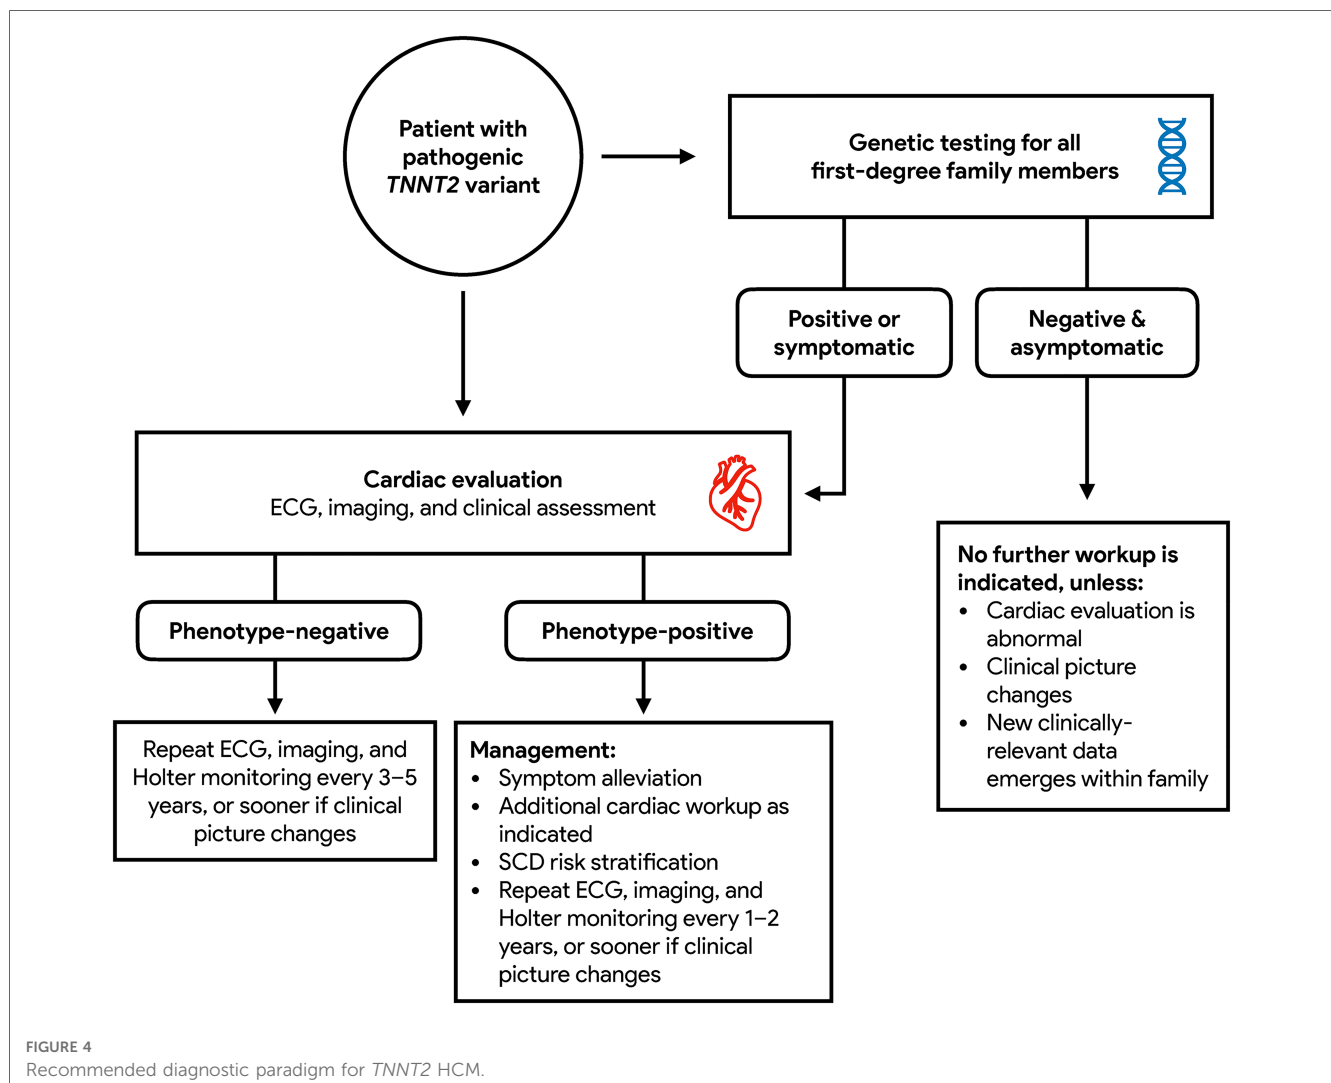 Patient with
pathogenic
TNNT2 variant
Genetic testing for all
first-degree family members
Positive or
symptomatic
Negative &
asymptomatic
Cardiac evaluation
ECG, imaging, and clinical assessment
No further workup is
indicated, unless:
• Cardiac evaluation is
abnormal
• Clinical picture
changes
• New clinically-
relevant data
emerges within family
Phenotype-negative
Phenotype-positive
Repeat ECG, imaging, and
Holter monitoring every 3–5
years, or sooner if clinical
picture changes
Management:
• Symptom alleviation
• Additional cardiac workup as
indicated
• SCD risk stratification
• Repeat ECG, imaging, and
Holter monitoring every 1–2
years, or sooner if clinical
picture changes
FIGURE 4
Recommended diagnostic paradigm for TNNT2 HCM.